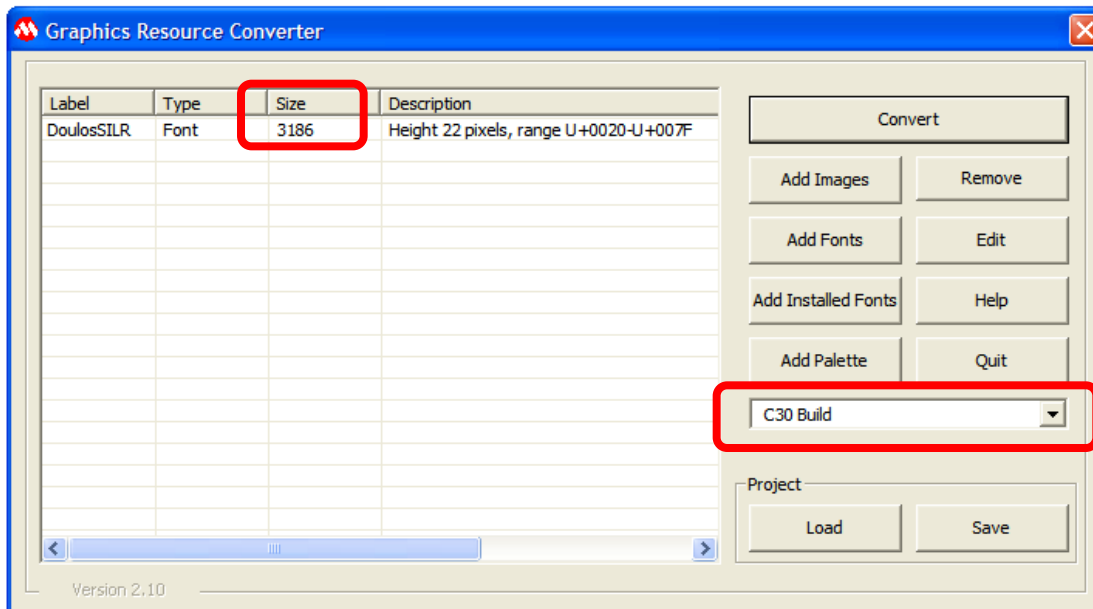 Graphics Resource Converter
Label Type Size Description
DoulosSILR Font 3186 Height 22 pixels, range U+0020-U+007F
Convert
Add Images Remove
Add Fonts Edit
Add Installed Fonts Help
Add Palette Quit
C30 Build
Project
Load Save
Version 2.10